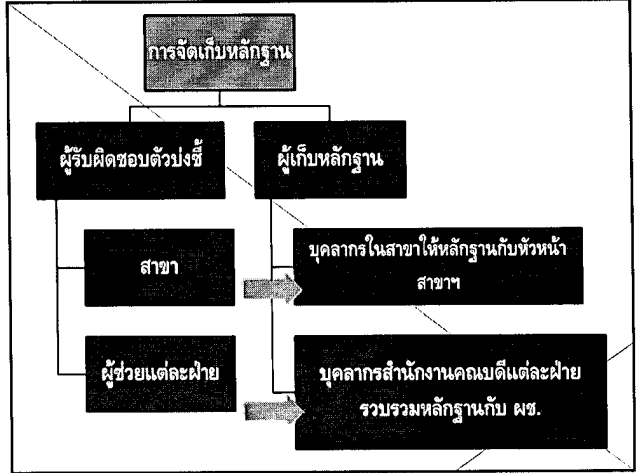 การจัดเก็บหลักฐาน
ผู้รับผิดชอบตัวบ่งชี้
ผู้เก็บหลักฐาน
สาขา
บุคลากรในสาขาให้หลักฐานกับหัวหน้า
สาขาฯ
ผู้ช่วยแต่ละฝ่าย
บุคลากรสำนักงานคณบดีแต่ละฝ่าย
รวบรวมหลักฐานกับ ผช.